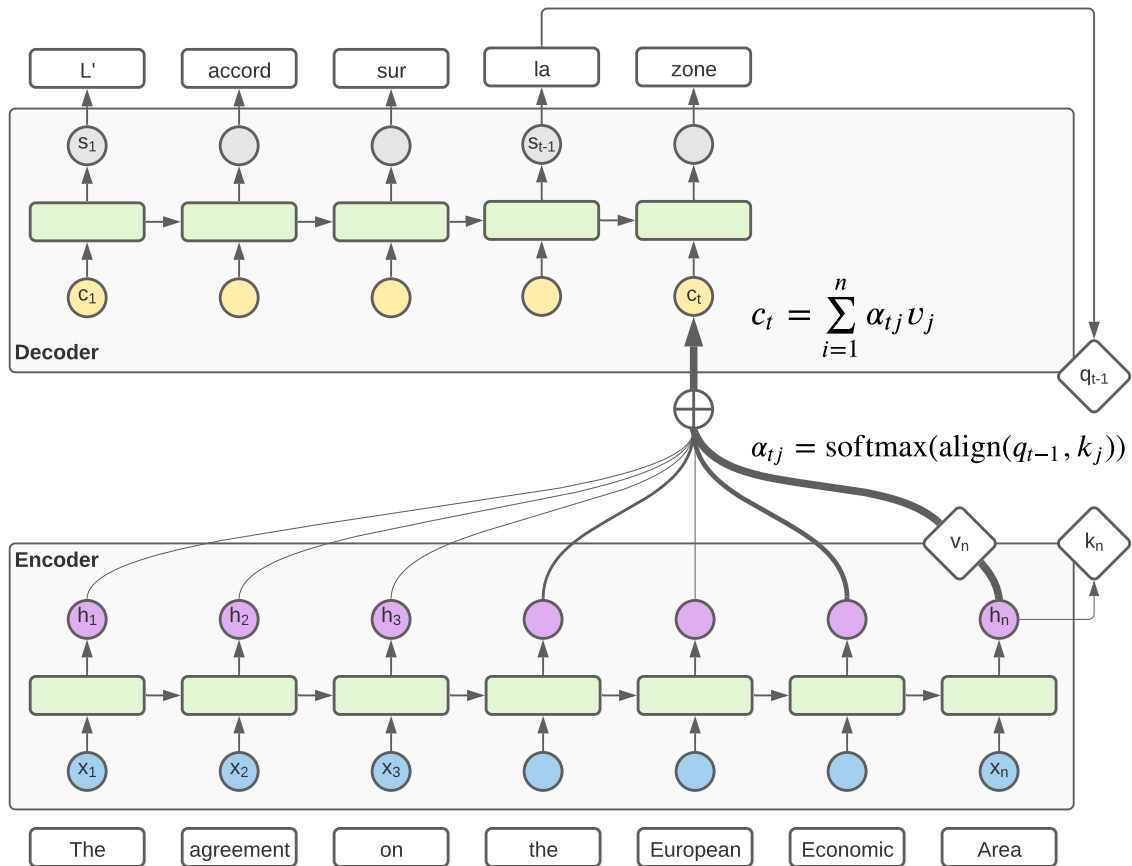 L' accord sur la zone
s1 st-1
c1 ct
ct = ∑ i=1 n αtj vj
Decoder
qt-1
αtj = softmax(align(qt−1, kj))
Encoder
vn kn
h1 h2 h3 hn
x1 x2 x3 xn
The agreement on the European Economic Area